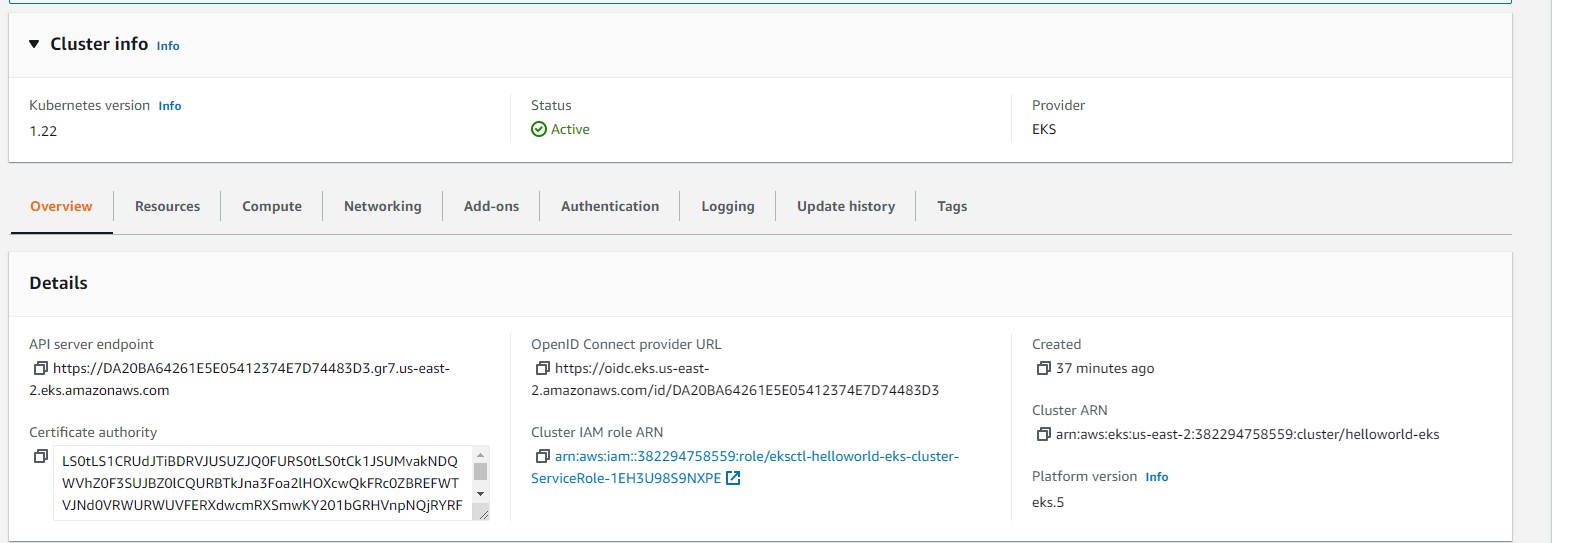 Cluster info Info
Kubernetes version Info
1.22
Status
Active
Provider
EKS
Overview Resources Compute Networking Add-ons Authentication Logging Update history Tags
Details
API server endpoint
https://DA20BA64261E5E05412374E7D74483D3.gr7.us-east-
2.eks.amazonaws.com
Certificate authority
LS0tLS1CRUdJTiBDRVJUSUZJQ0FURS0tLS0tCk1JSUMvakNDQ
WVhZ0F3SUJBZ0lCQURBTkJna3Foa2lHOXcwQkFRc0ZBREFWT
VJNd0VRWURWUVFERXdwcmRXSmwKY201bGRHVnpNQjRYRF
OpenID Connect provider URL
https://oidc.eks.us-east-
2.amazonaws.com/id/DA20BA64261E5E05412374E7D74483D3
Cluster IAM role ARN
arn:aws:iam::382294758559:role/eksctl-helloworld-eks-cluster-
ServiceRole-1EH3U98S9NXPE
Created
37 minutes ago
Cluster ARN
arn:aws:eks:us-east-2:382294758559:cluster/helloworld-eks
Platform version Info
eks.5